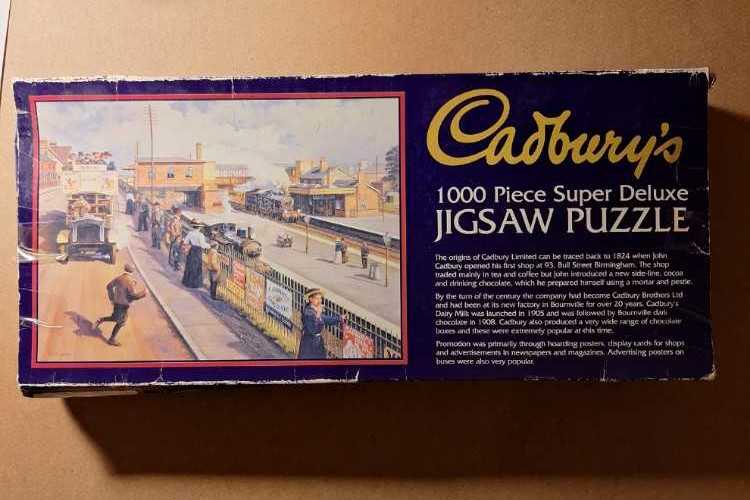 Cadbury's
1000 Piece Super Deluxe
JIGSAW PUZZLE
The origins of Cadbury Limited can be traced back to 1824 when John
Cadbury opened his first shop at 93, Bull Street Birmingham. The shop
traded mainly in tea and coffee but John introduced a new side-line, cocoa
and drinking chocolate, which he prepared himself using a mortar and pestle.
By the turn of the century the company had become Cadbury Brothers Ltd
and had been at its new factory in Bournville for over 20 years. Cadbury's
Dairy Milk was launched in 1905 and was followed by Bournville dark
chocolate in 1908. Cadbury also produced a very wide range of chocolate
boxes and these were extremely popular at this time.
Promotion was primarily through hoarding posters, display cards for shops
and advertisements in newspapers and magazines. Advertising posters on
buses were also very popular.